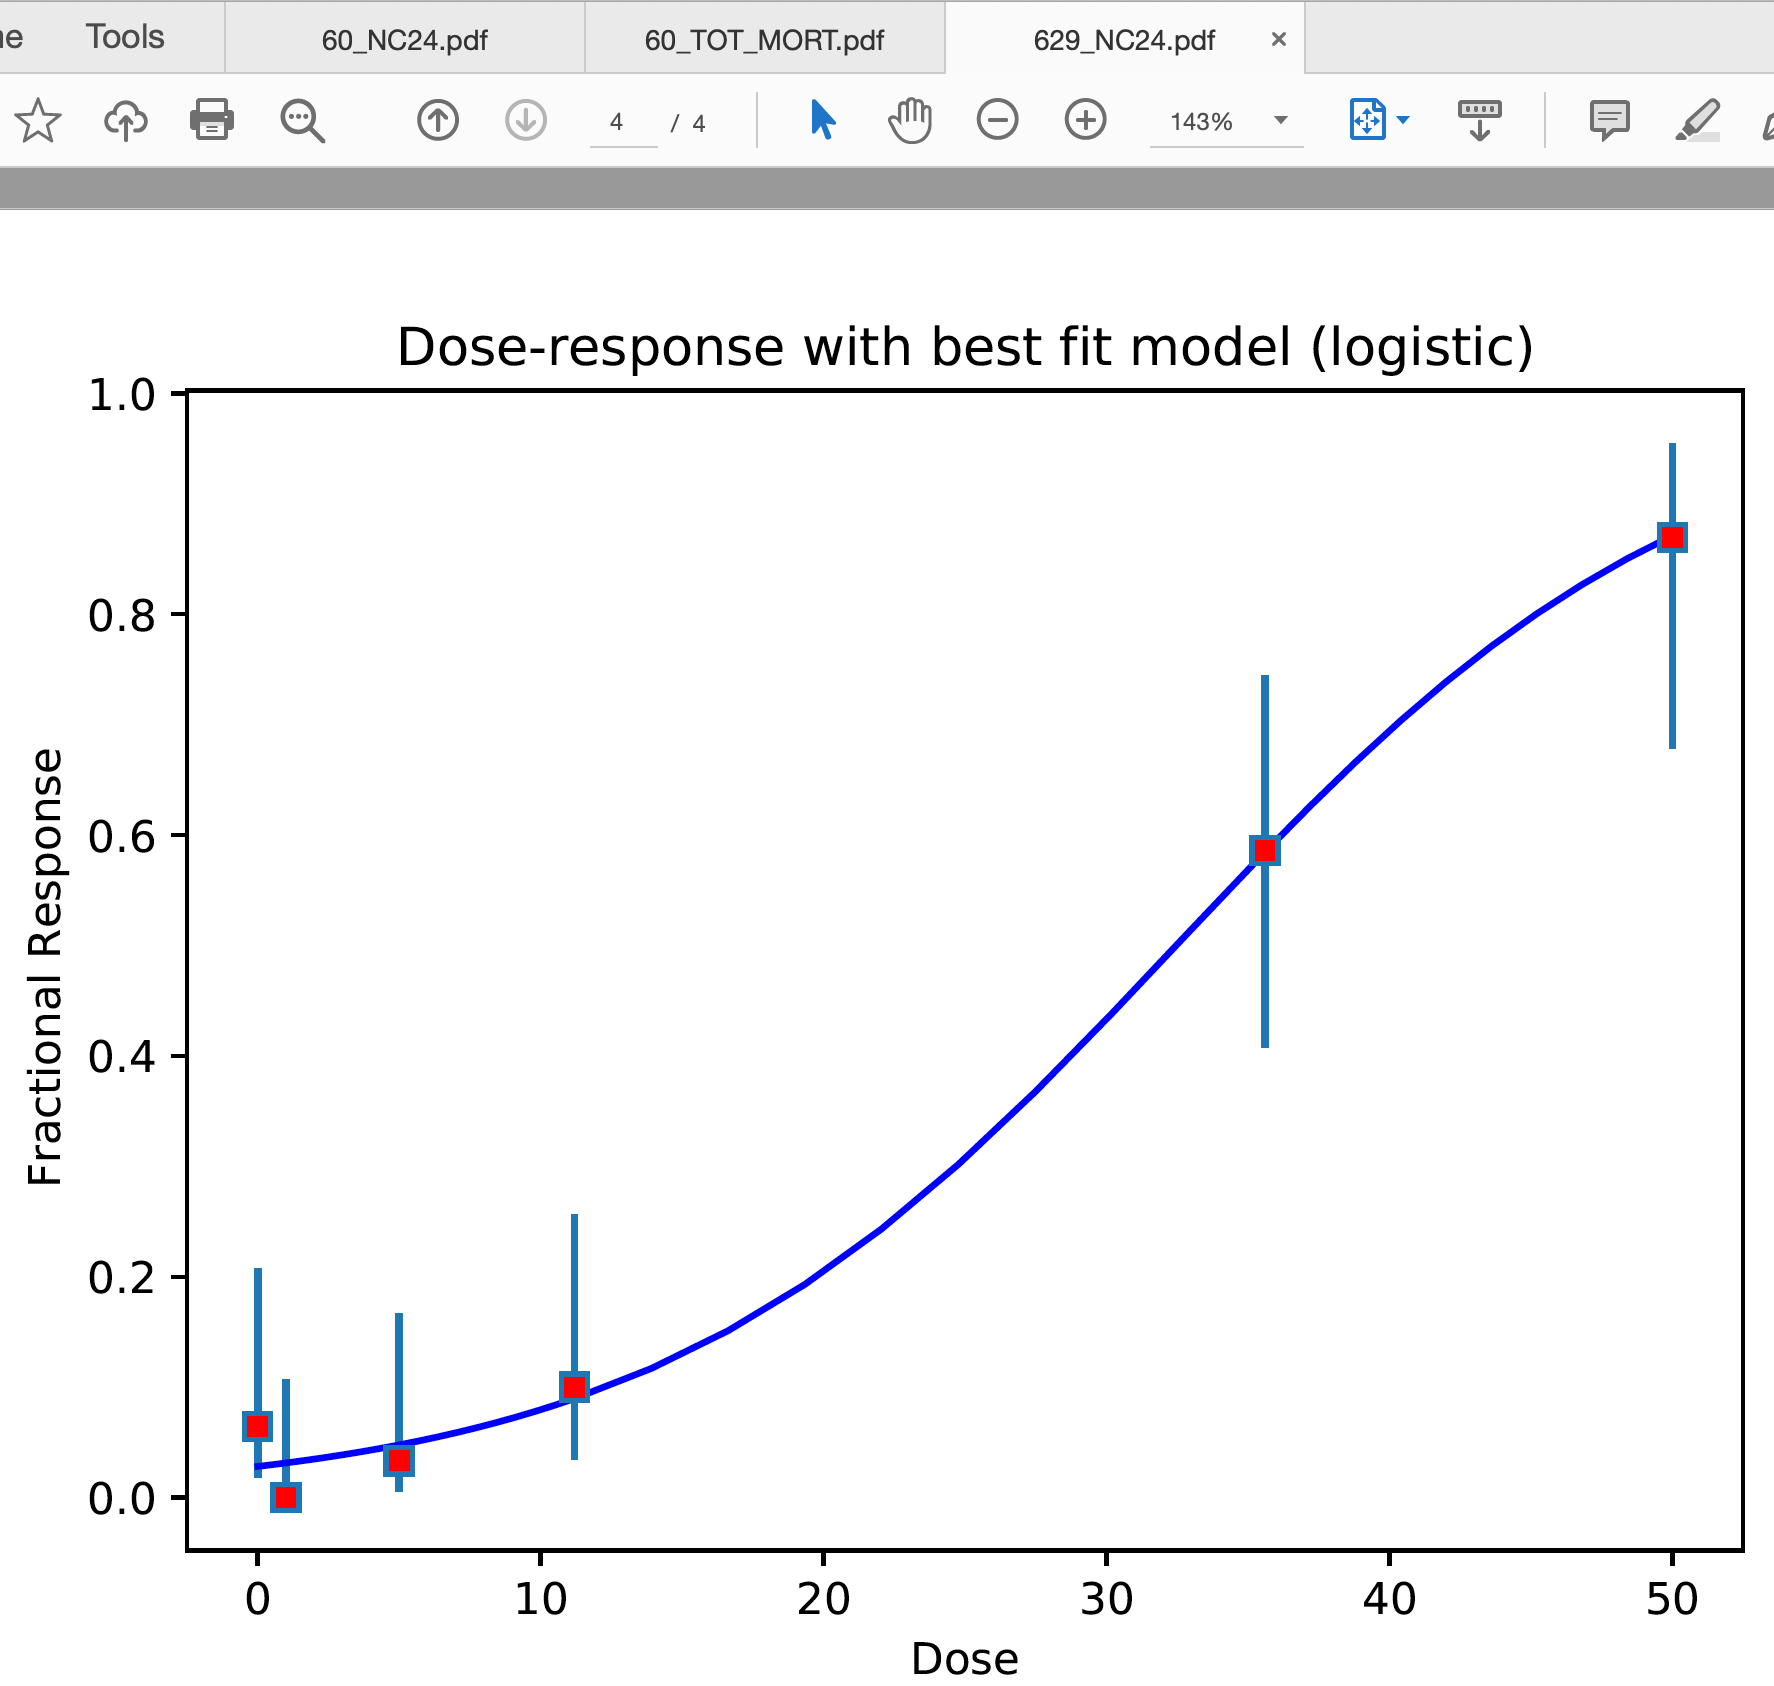 Tools
60_NC24.pdf
60_TOT_MORT.pdf
629_NC24.pdf ×
4 / 4
143%
Dose-response with best fit model (logistic)
1.0
0.8
0.6
0.4
0.2
0.0
Fractional Response
0 10 20 30 40 50
Dose